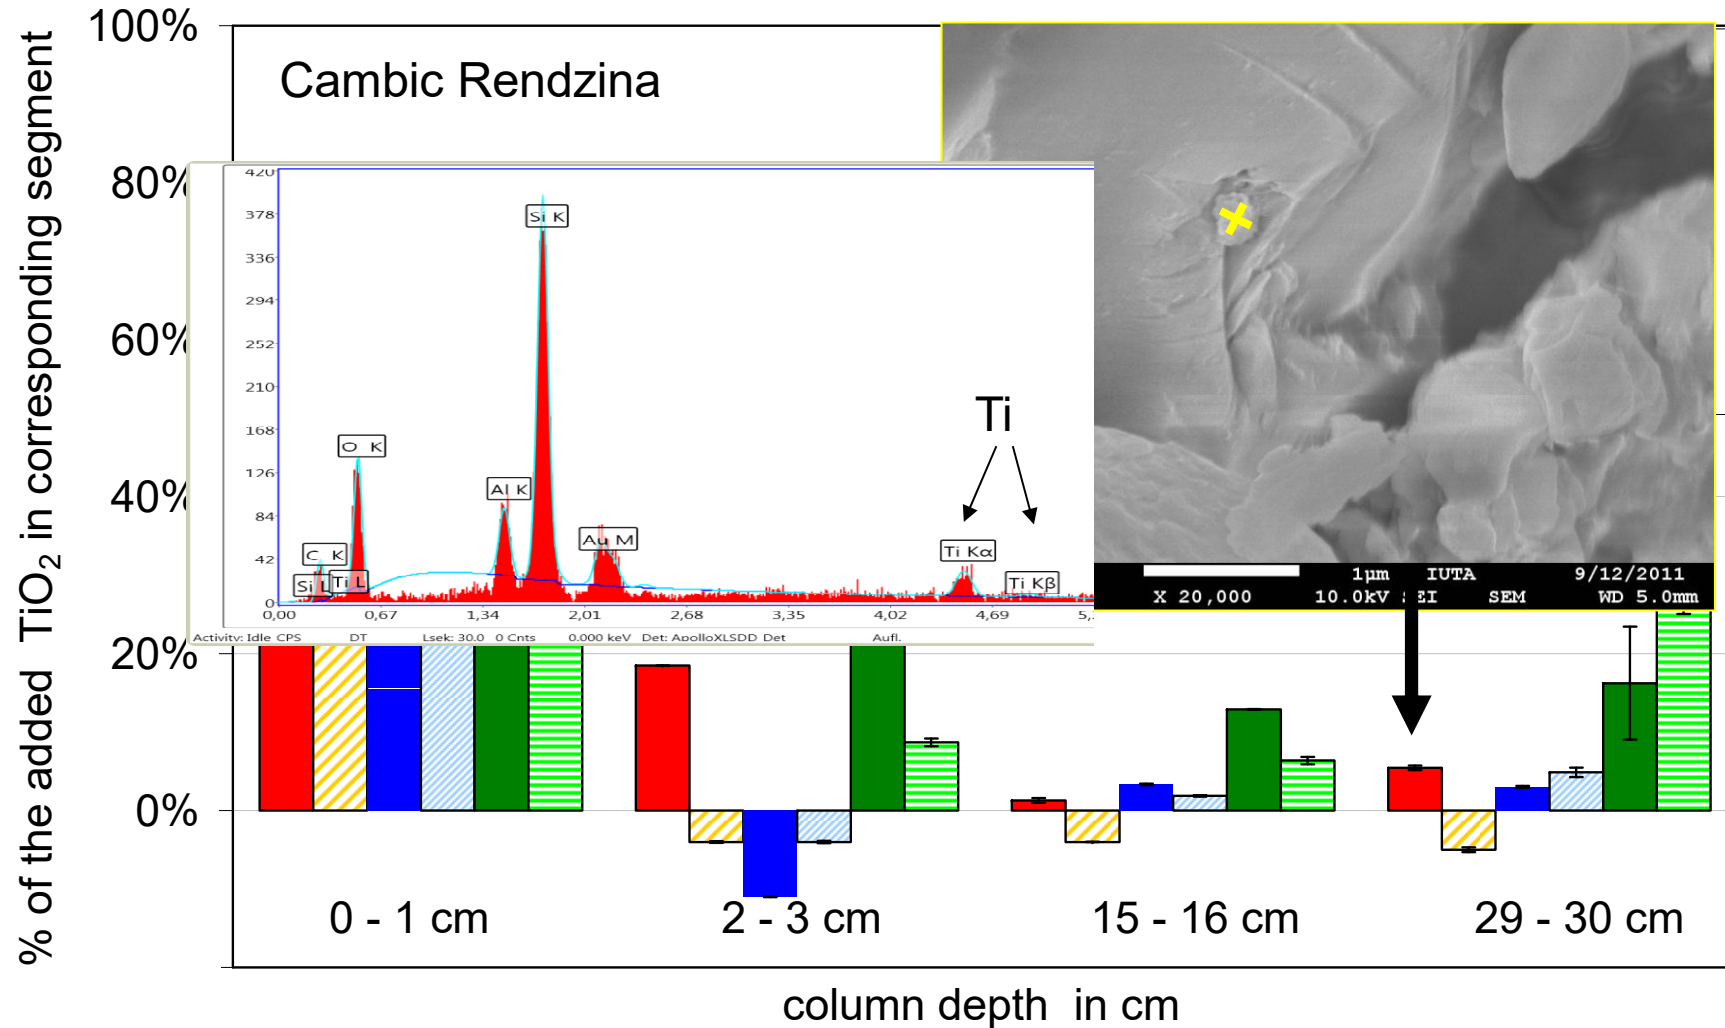 % of the added TiO₂ in corresponding segment
100%
80%
60%
40%
20%
0%
Cambic Rendzina
420
378
336
294
252
210
168
126
84
42
0
Si K
O K
Al K
Au M
C K
Si L
Ti L
Ti
Ti Kα
Ti Kβ
0,00 0,67 1,34 2,01 2,68 3,35 4,02 4,69
Activity: Idle CPS DT Lsek: 30.0 0 Cnts 0.000 keV Det: ApolloXLSDD Det Aufl.
1µm IUTA 9/12/2011
X 20,000 10.0kV SEI SEM WD 5.0mm
0 - 1 cm 2 - 3 cm 15 - 16 cm 29 - 30 cm
column depth in cm